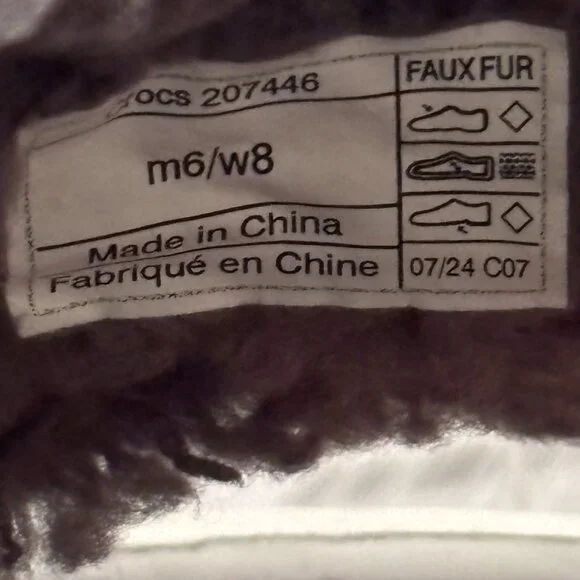 ocs 207446
FAUX FUR
m6/w8
Made in China
Fabriqué en Chine
07/24 C07